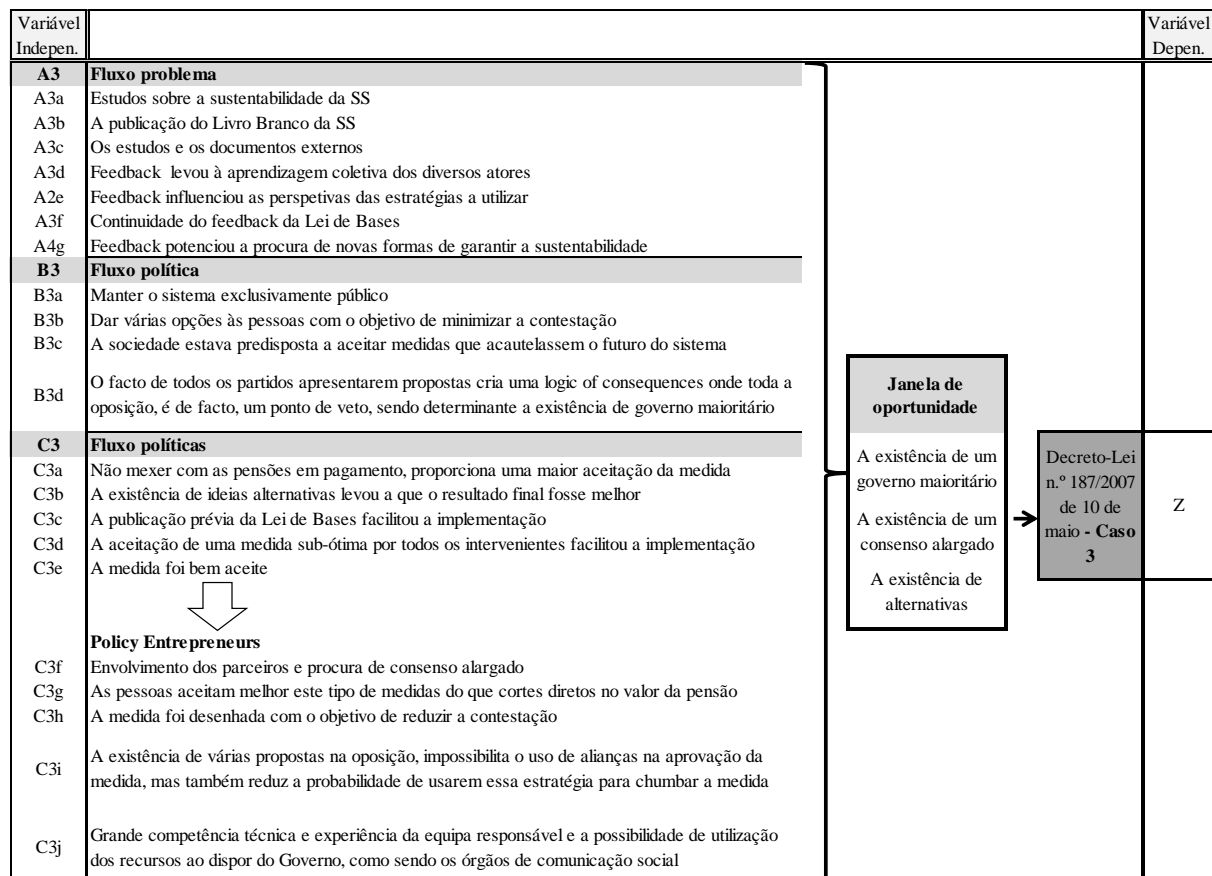 Variável
Indepen.
Variável
Depen.
A3 Fluxo problema
A3a Estudos sobre a sustentabilidade da SS
A3b A publicação do Livro Branco da SS
A3c Os estudos e os documentos externos
A3d Feedback levou à aprendizagem coletiva dos diversos atores
A2e Feedback influenciou as perspetivas das estratégias a utilizar
A3f Continuidade do feedback da Lei de Bases
A4g Feedback potenciou a procura de novas formas de garantir a sustentabilidade
B3 Fluxo política
B3a Manter o sistema exclusivamente público
B3b Dar várias opções às pessoas com o objetivo de minimizar a contestação
B3c A sociedade estava predisposta a aceitar medidas que acautelassem o futuro do sistema
B3d O facto de todos os partidos apresentarem propostas cria uma logic of consequences onde toda a
oposição, é de facto, um ponto de veto, sendo determinante a existência de governo maioritário
C3 Fluxo políticas
C3a Não mexer com as pensões em pagamento, proporciona uma maior aceitação da medida
C3b A existência de ideias alternativas levou a que o resultado final fosse melhor
C3c A publicação prévia da Lei de Bases facilitou a implementação
C3d A aceitação de uma medida sub-ótima por todos os intervenientes facilitou a implementação
C3e A medida foi bem aceite
Policy Entrepreneurs
C3f Envolvimento dos parceiros e procura de consenso alargado
C3g As pessoas aceitam melhor este tipo de medidas do que cortes diretos no valor da pensão
C3h A medida foi desenhada com o objetivo de reduzir a contestação
C3i A existência de várias propostas na oposição, impossibilita o uso de alianças na aprovação da
medida, mas também reduz a probabilidade de usarem essa estratégia para chumbar a medida
C3j Grande competência técnica e experiência da equipa responsável e a possibilidade de utilização
dos recursos ao dispor do Governo, como sendo os órgãos de comunicação social
Janela de
oportunidade
A existência de um
governo maioritário
A existência de um
consenso alargado
A existência de
alternativas
Decreto-Lei
n.º 187/2007
de 10 de
maio - Caso
3
Z